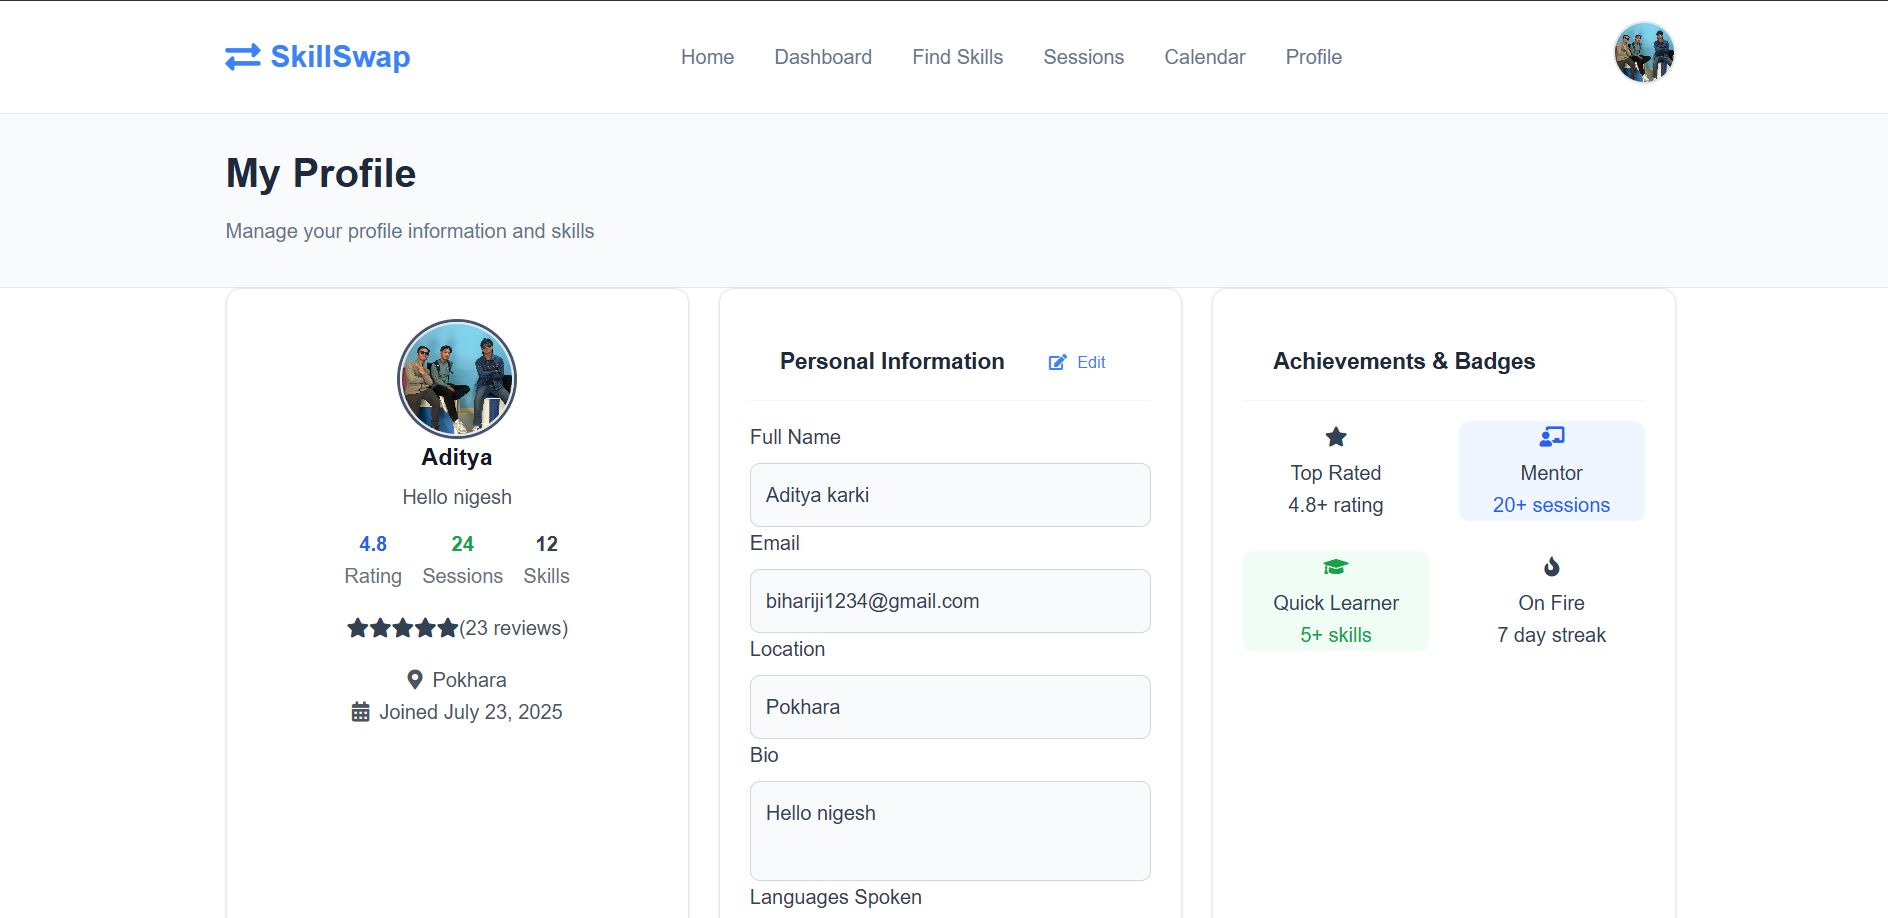 SkillSwap
Home Dashboard Find Skills Sessions Calendar Profile
My Profile
Manage your profile information and skills
Aditya
Hello nigesh
4.8 24 12
Rating Sessions Skills
(23 reviews)
Pokhara
Joined July 23, 2025
Personal Information Edit
Full Name
Aditya karki
Email
bihariji1234@gmail.com
Location
Pokhara
Bio
Hello nigesh
Languages Spoken
Achievements & Badges
Top Rated
4.8+ rating
Mentor
20+ sessions
Quick Learner
5+ skills
On Fire
7 day streak